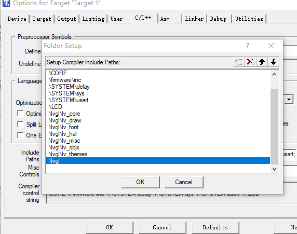 Options for Target 'Target 1'
Device Target Output Listing User C/C++ Asm Linker Debug Utilities
Preprocessor Symbols
Define
Undefine
Folder Setup
Setup Compiler Include Paths:
\CORE
\SYSTEM\delay
\SYSTEM\sys
\SYSTEM\usart
\LCD
\lvgl\lv_core
\lvgl\lv_draw
\lvgl\lv_font
\lvgl\lv_hal
\lvgl\lv_misc
\lvgl\lv_objx
\lvgl\lv_themes
\lvgl
OK Cancel
Language
Optimization
Optimi
Split L
One E
Include
Paths
Misc
Controls
Compiler
control
string
OK Cancel Defaults